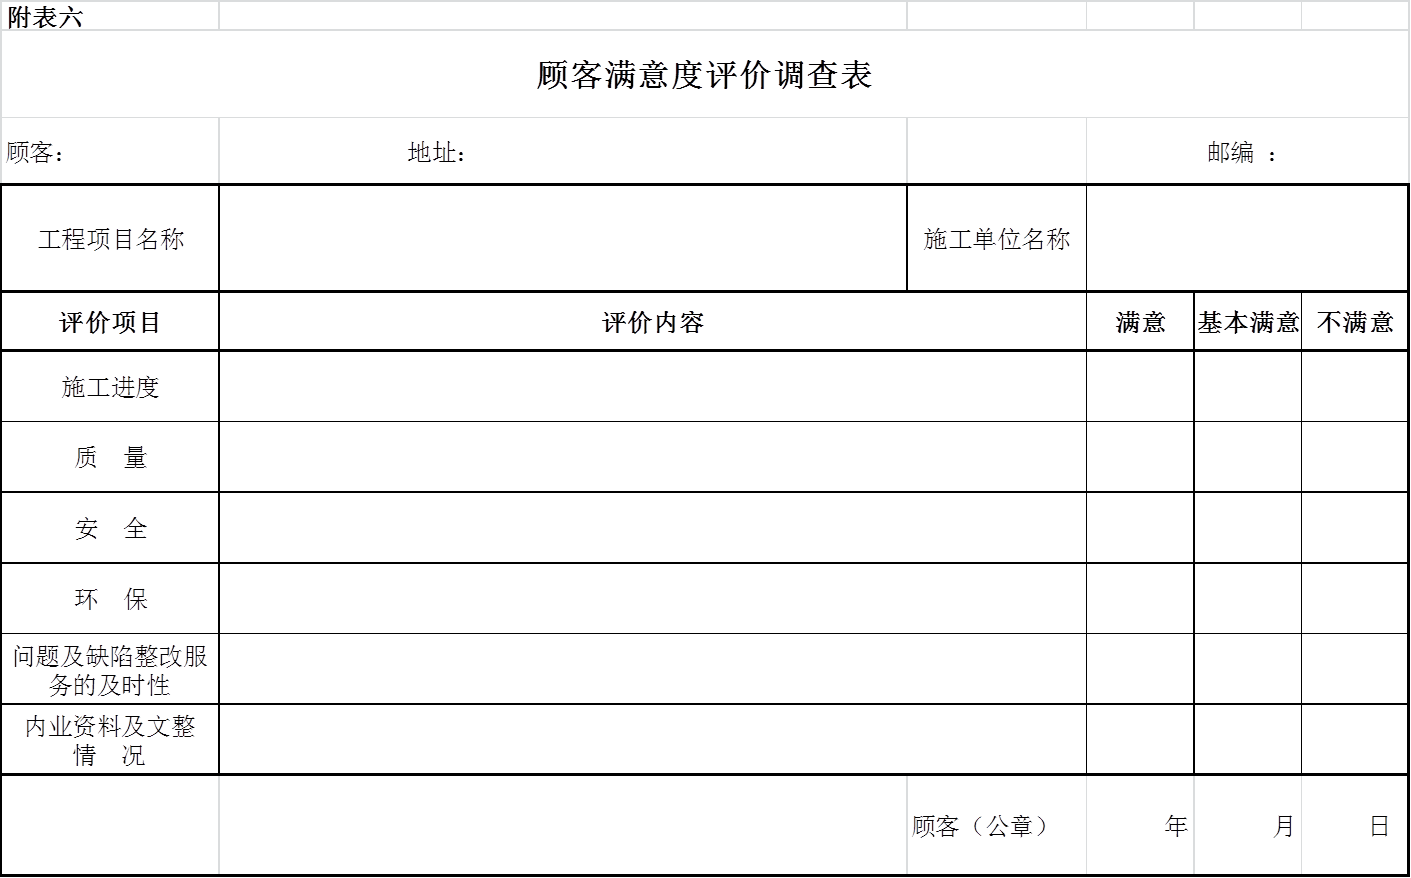 附表六
顾客满意度评价调查表
顾客： 地址： 邮编 ：
工程项目名称 施工单位名称
评价项目 评价内容 满意 基本满意 不满意
施工进度
质 量
安 全
环 保
问题及缺陷整改服
务的及时性
内业资料及文整
情 况
顾客（公章） 年 月 日